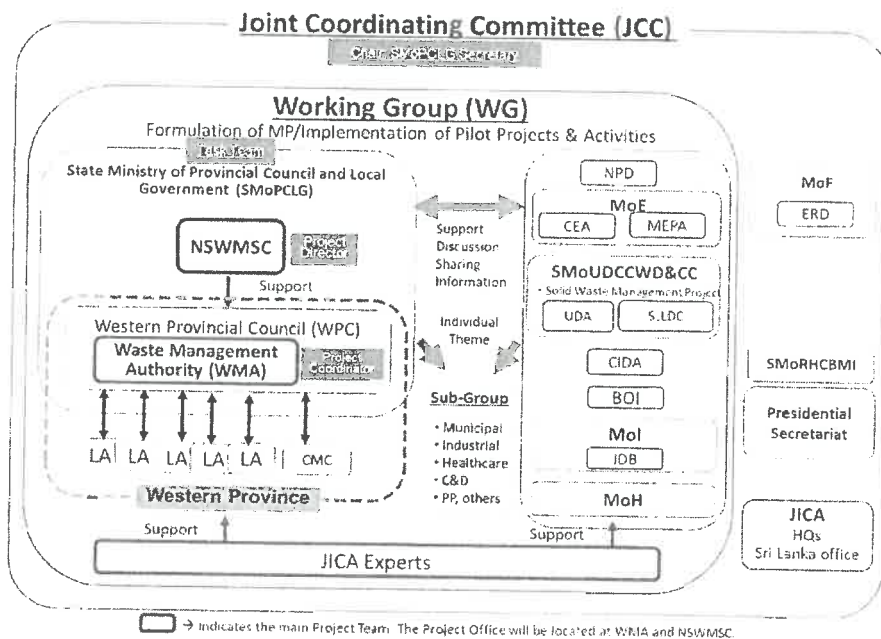 Joint Coordinating Committee (JCC)
Chair: SMoPCLG Secretary
Working Group (WG)
Formulation of MP/Implementation of Pilot Projects & Activities
Task Team
State Ministry of Provincial Council and Local
Government (SMoPCLG)
NSWMSC
Project
Director
Support
Western Provincial Council (WPC)
Waste Management
Authority (WMA)
Project
Coordinator
LA
LA
LA
LA
LA
CMC
Western Province
Support
Discussion
Sharing
Information
Individual
Theme
Sub-Group
• Municipal
• Industrial
• Healthcare
• C&D
• PP, others
NPD
MoE
CEA
MEPA
SMoUDCCWD&CC
• Solid Waste Management Project
UDA
CIDA
BOI
MoI
IDB
MoH
MoF
ERD
SMoRHCBMI
Presidential
Secretariat
JICA
HQs
Sri Lanka office
Support
Support
JICA Experts
→ Indicates the main Project Team. The Project Office will be located at WMA and NSWMSC